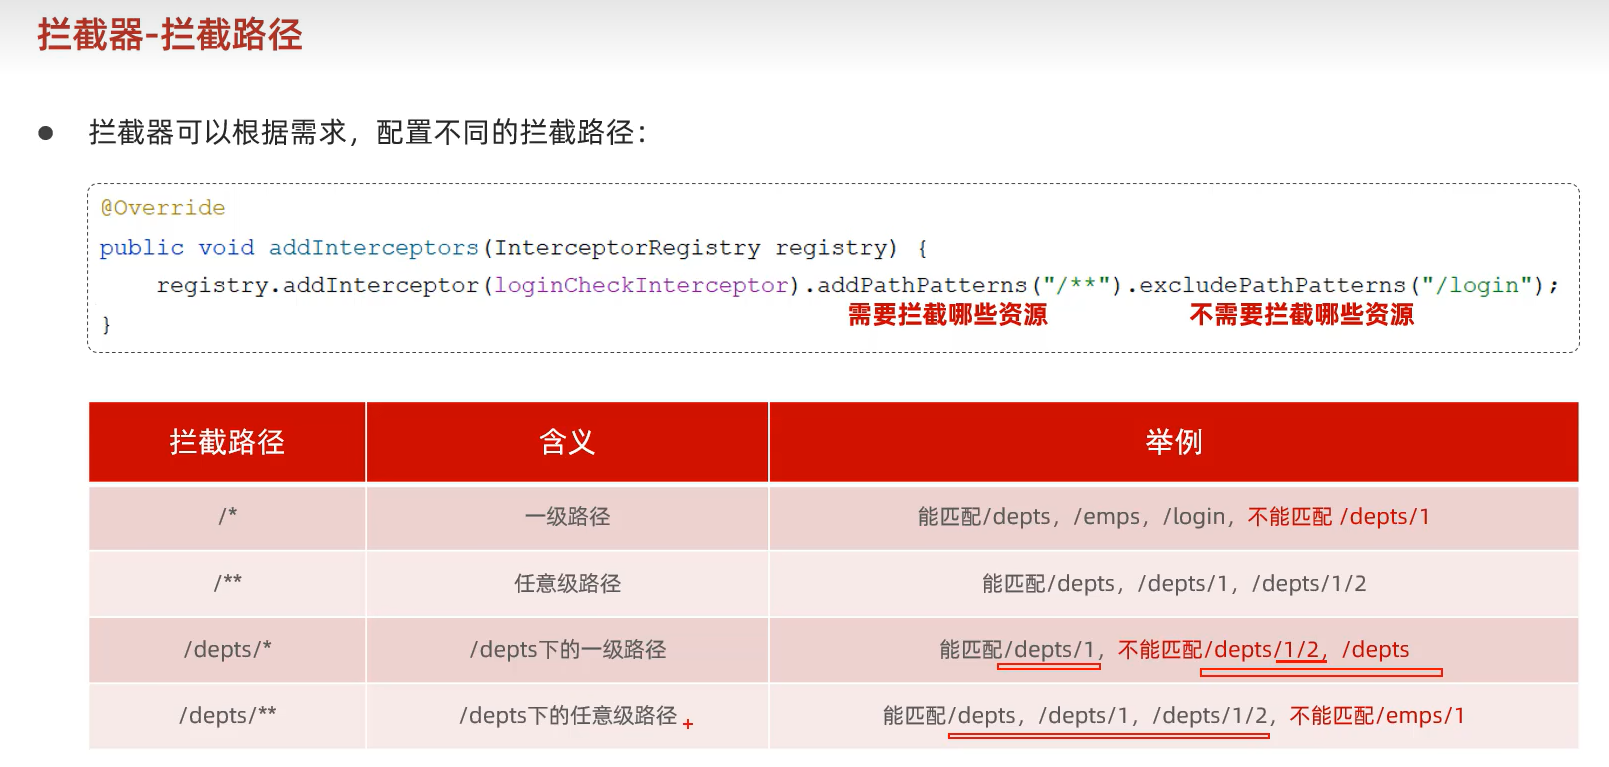 拦截器-拦截路径
● 拦截器可以根据需求，配置不同的拦截路径：
@Override
public void addInterceptors(InterceptorRegistry registry) {
registry.addInterceptor(loginCheckInterceptor).addPathPatterns("/**").excludePathPatterns("/login");
需要拦截哪些资源 不需要拦截哪些资源
}
拦截路径 含义 举例
/* 一级路径 能匹配/depts，/emps，/login，不能匹配 /depts/1
/** 任意级路径 能匹配/depts，/depts/1，/depts/1/2
/depts/* /depts下的一级路径 能匹配/depts/1，不能匹配/depts/1/2，/depts
/depts/** /depts下的任意级路径 能匹配/depts，/depts/1，/depts/1/2，不能匹配/emps/1